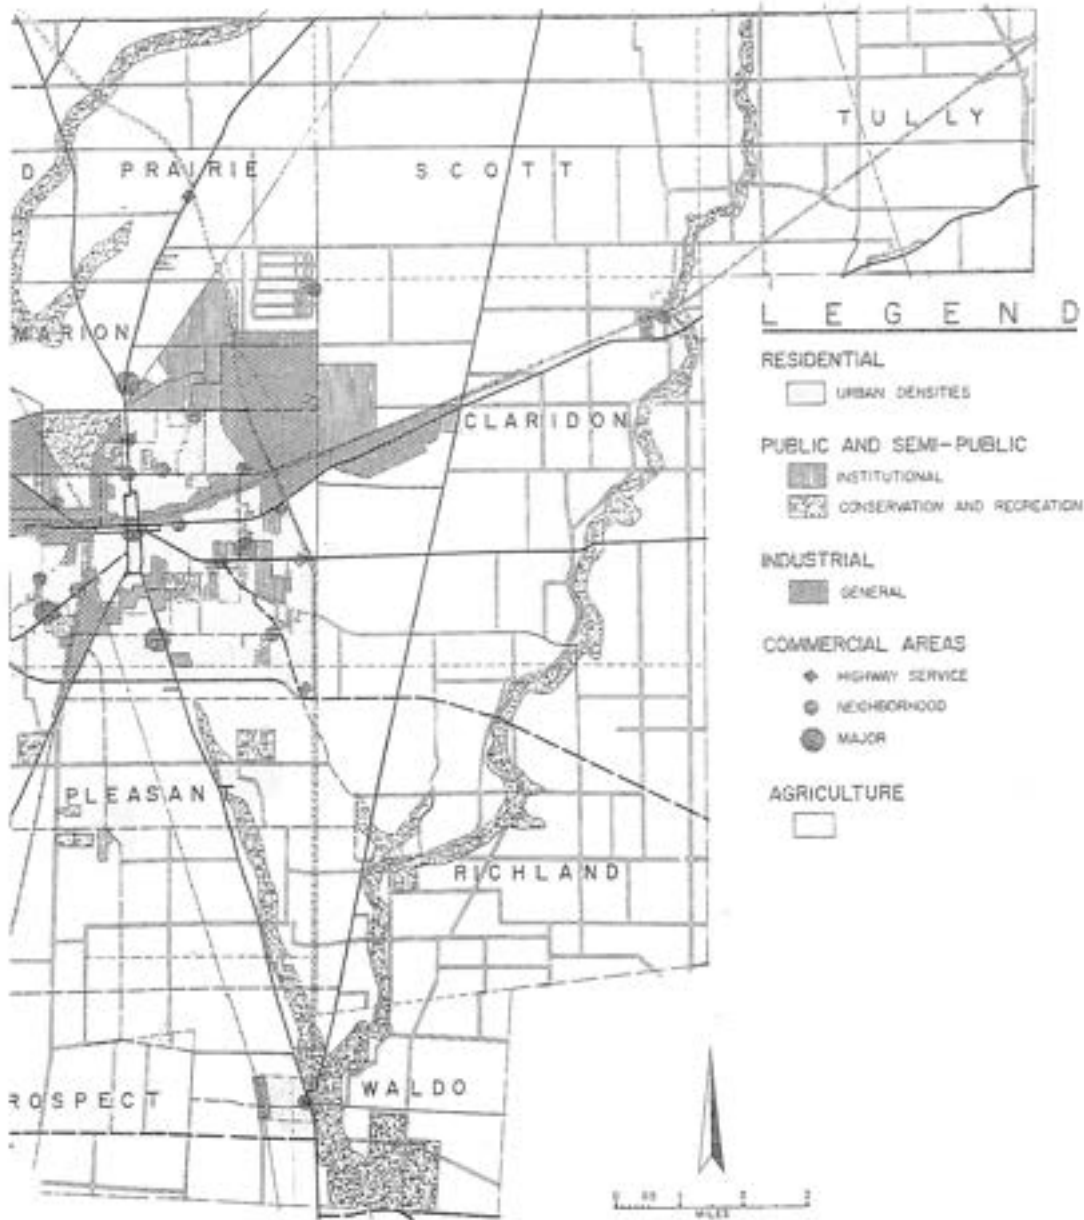 TULLY
D PRAIRIE SCOTT
LEGEND
MARION
RESIDENTIAL
URBAN DENSITIES
CLARIDON
PUBLIC AND SEMI-PUBLIC
INSTITUTIONAL
CONSERVATION AND RECREATION
INDUSTRIAL
GENERAL
COMMERCIAL AREAS
HIGHWAY SERVICE
NEIGHBORHOOD
MAJOR
AGRICULTURE
PLEASANT
RICHLAND
WALDO
ROSPECT
MILES